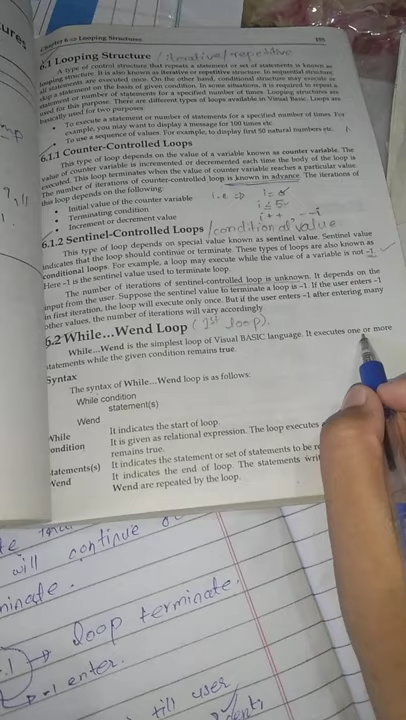 Chapter 6 ⇨ Looping Structures
6.1 Looping Structure /iterative/repetitive
A type of control structure that repeats a statement or set of statements is known as
looping structure. It is also known as iterative or repetitive structure. In sequential structure,
all statements are executed once. On the other hand, conditional structure may execute or
skip a statement on the basis of given condition. In some situations, it is required to repeat a
statement or number of statements for a specified number of times. Looping structures are
used for this purpose. There are different types of loops available in Visual Basic. Loops are
basically used for two purposes:
• To execute a statement or number of statements for a specified number of times. For
example, you may want to display a message for 100 times etc.
• To use a sequence of values. For example, to display first 50 natural numbers etc.
6.1.1 Counter-Controlled Loops
This type of loop depends on the value of a variable known as counter variable. The
value of counter variable is incremented or decremented each time the body of the loop is
executed. This loop terminates when the value of counter variable reaches a particular value.
The number of iterations of counter-controlled loop is known in advance. The iterations of
this loop depends on the following:
• Initial value of the counter variable
• Terminating condition
• Increment or decrement value
i.e ⇒
i ≤ 5
i++, --i
6.1.2 Sentinel-Controlled Loops /conditional value
This type of loop depends on special value known as sentinel value. Sentinel value
indicates that the loop should continue or terminate. These types of loops are also known as
conditional loops. For example, a loop may execute while the value of a variable is not -1.
Here -1 is the sentinel value used to terminate loop.
The number of iterations of sentinel-controlled loop is unknown. It depends on the
input from the user. Suppose the sentinel value to terminate a loop is -1. If the user enters -1
in first iteration, the loop will execute only once. But if the user enters -1 after entering many
other values, the number of iterations will vary accordingly
6.2 While...Wend Loop (1st loop).
While...Wend is the simplest loop of Visual BASIC language. It executes one or more
statements while the given condition remains true.
Syntax
The syntax of While...Wend loop is as follows:
While condition
statement(s)
Wend
While It indicates the start of loop.
condition It is given as relational expression. The loop executes
remains true.
statements(s) It indicates the statement or set of statements to be
Wend It indicates the end of loop. The statements
Wend are repeated by the loop.
will continue
minate.
loop terminate.
-1 enter.
till user